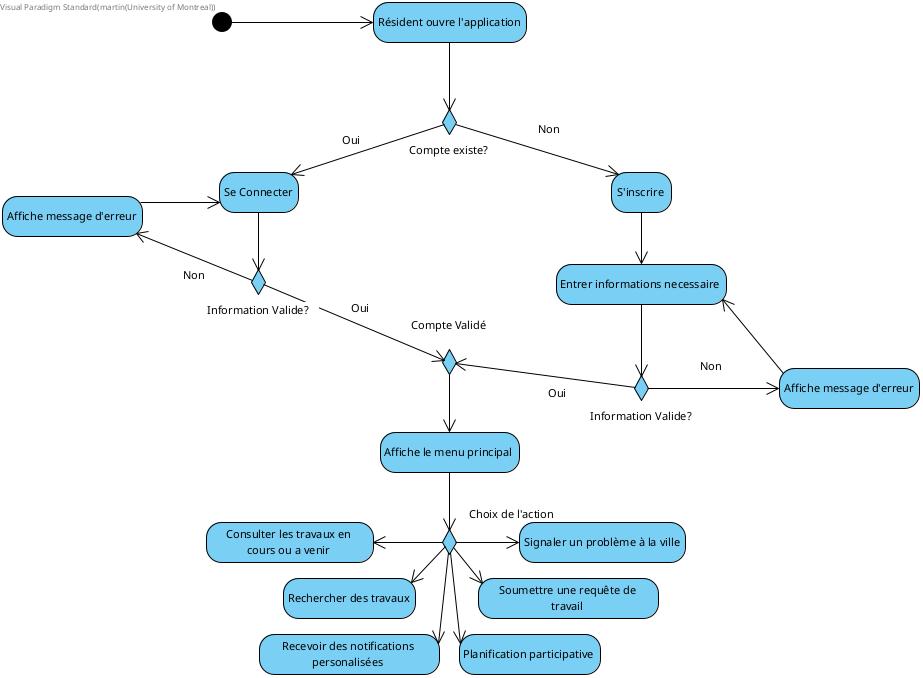 Visual Paradigm Standard(martin(University of Montreal))
Résident ouvre l'application
Oui
Non
Compte existe?
Se Connecter
S'inscrire
Affiche message d'erreur
Non
Information Valide?
Oui
Entrer informations necessaire
Compte Validé
Non
Oui
Affiche message d'erreur
Information Valide?
Affiche le menu principal
Choix de l'action
Consulter les travaux en
cours ou a venir
Signaler un problème à la ville
Rechercher des travaux
Soumettre une requête de
travail
Recevoir des notifications
personalisées
Planification participative